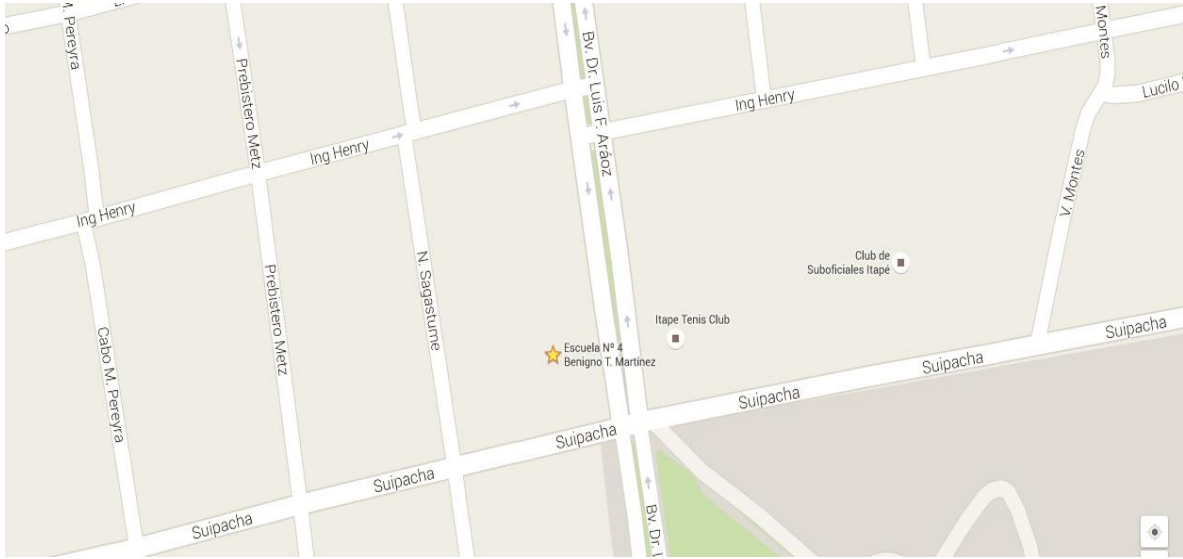 M. Pereyra
Prebistero Metz
Bv. Dr. Luis F. Aráoz
Montes
Lucilo
Ing Henry
Ing Henry
Ing Henry
V. Montes
Club de
Suboficiales Itapé
N. Sagastume
Prebistero Metz
Itape Tenis Club
Escuela Nº 4
Benigno T. Martínez
Cabo M. Pereyra
Suipacha
Suipacha
Suipacha
Suipacha
Suipacha
Suipacha
Bv. Dr. L